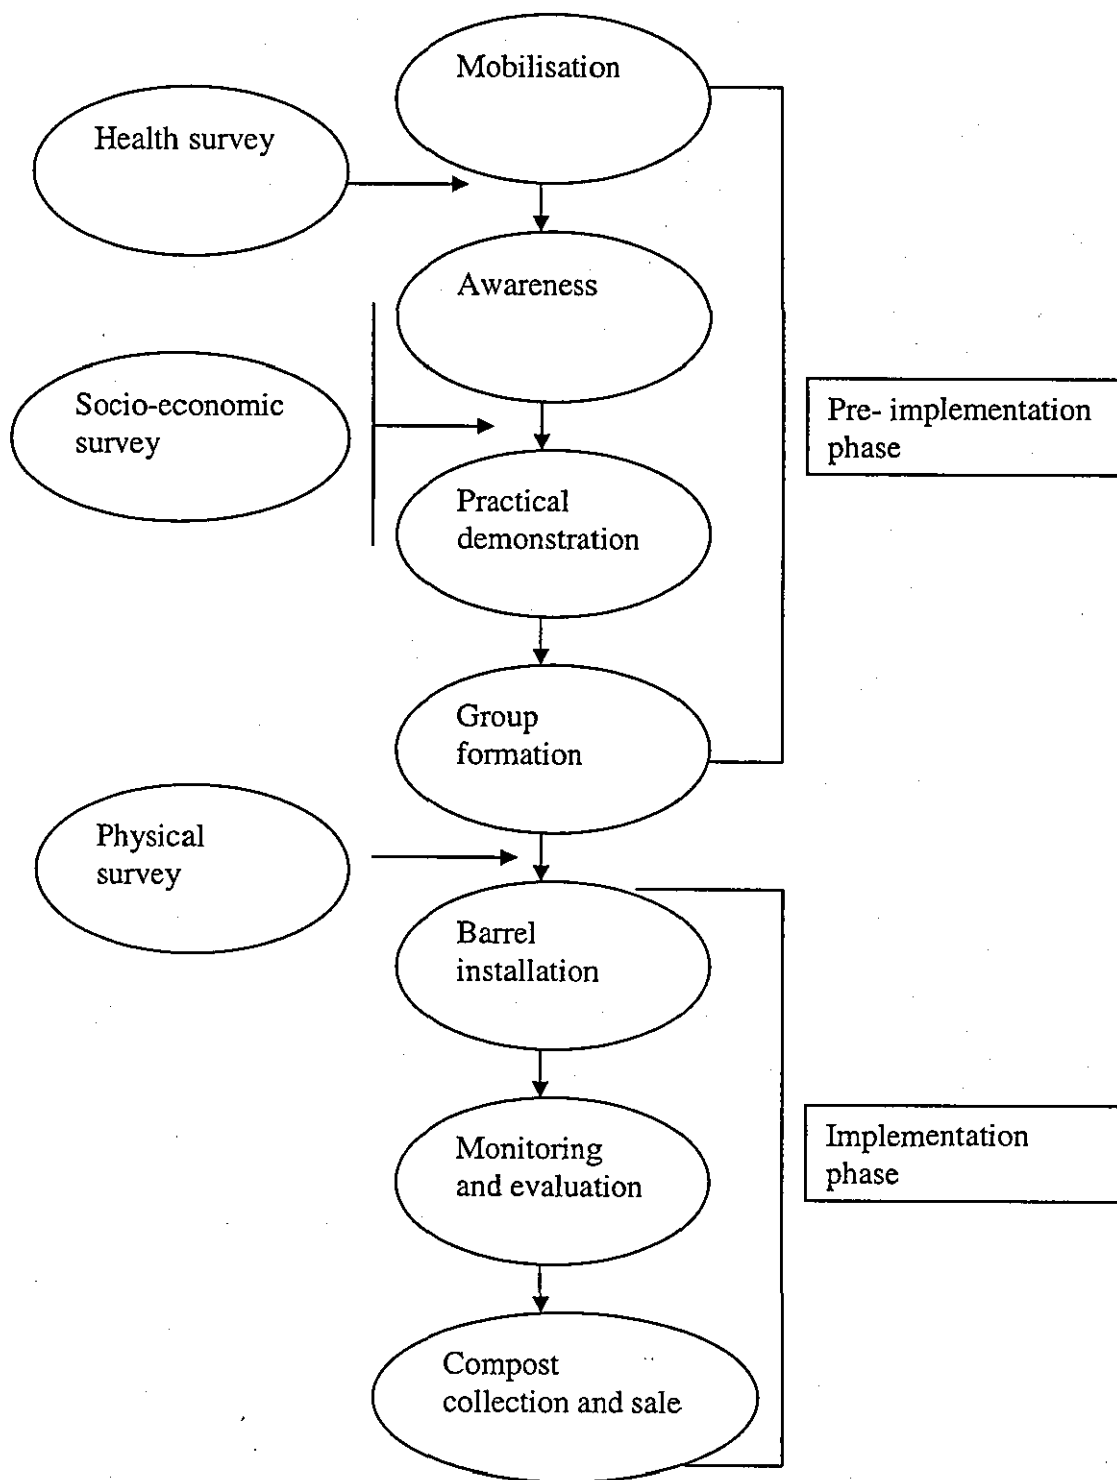 Mobilisation
Health survey
Awareness
Socio-economic
survey
Pre- implementation
phase
Practical
demonstration
Group
formation
Physical
survey
Barrel
installation
Monitoring
and evaluation
Implementation
phase
Compost
collection and sale